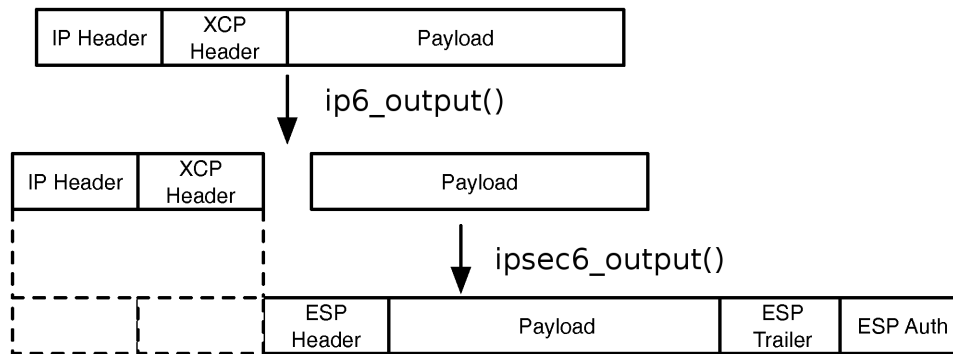 IP Header
XCP
Header
Payload
ip6_output()
IP Header
XCP
Header
Payload
ipsec6_output()
ESP
Header
Payload
ESP
Trailer
ESP Auth